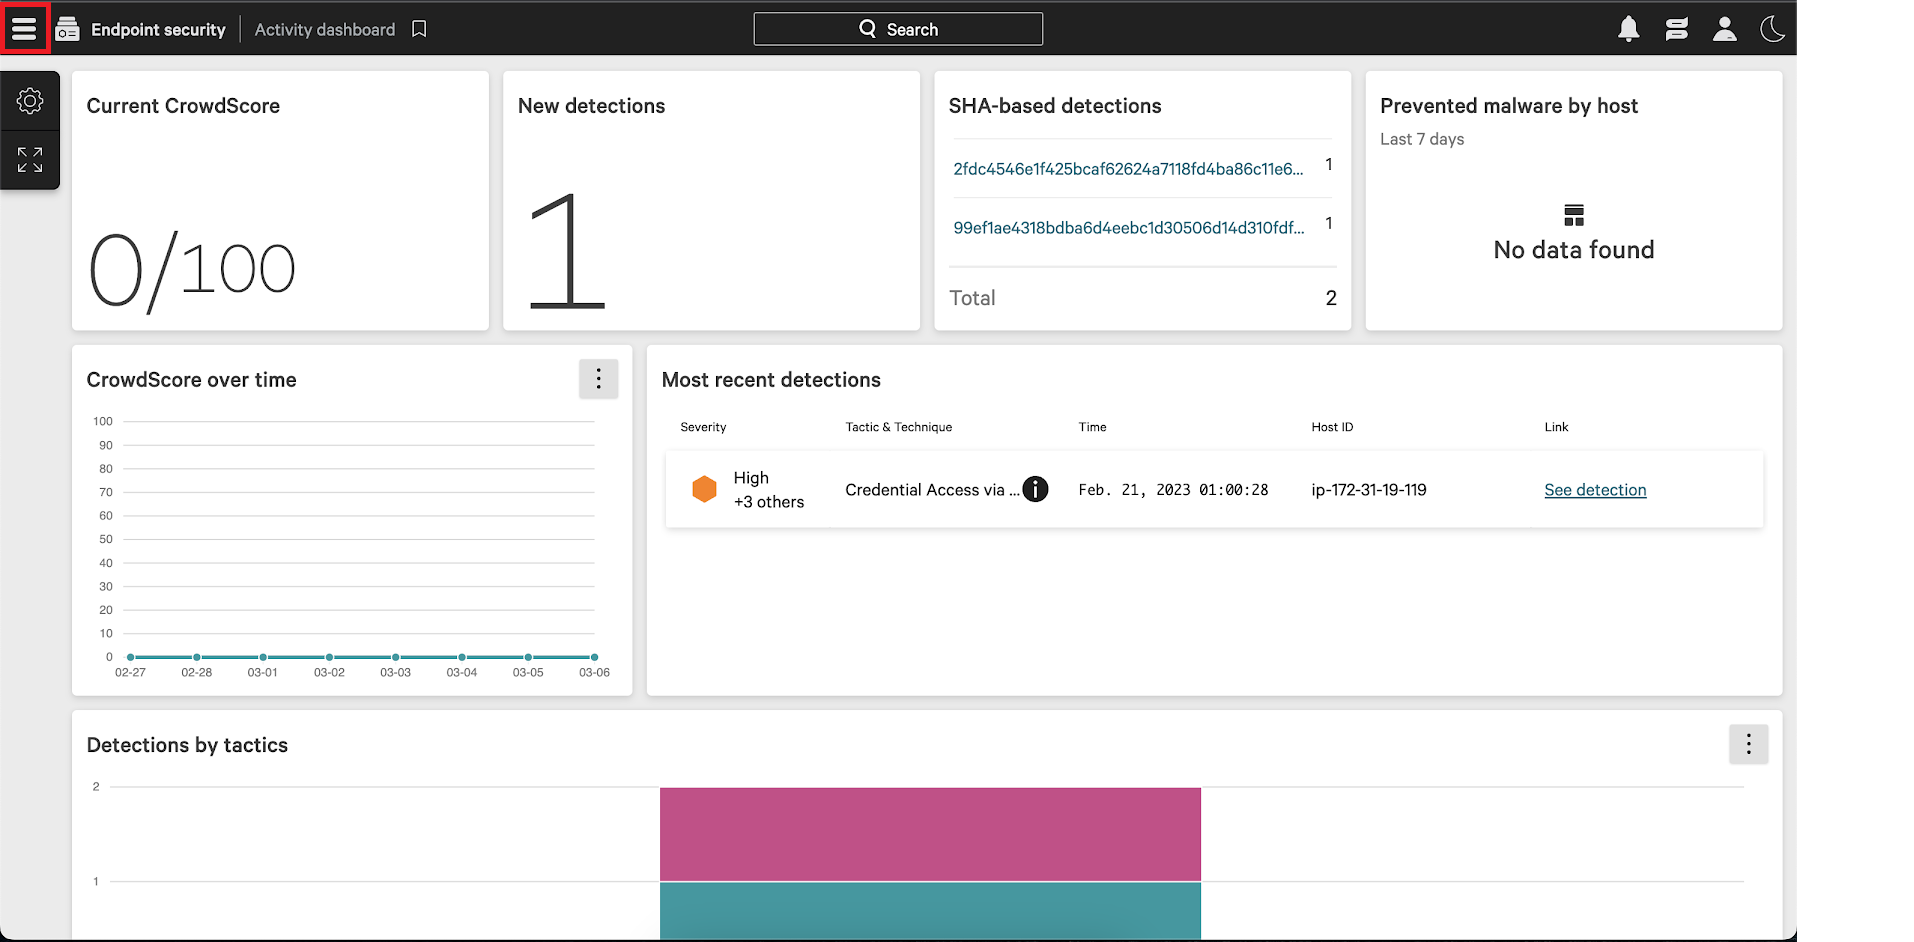 Endpoint security
Activity dashboard
Search
Current CrowdScore
0/100
New detections
1
SHA-based detections
2fdc4546e1f425bcaf62624a7118fd4ba86c11e6... 1
99ef1ae4318bdba6d4eebc1d30506d14d310fdf... 1
Total 2
Prevented malware by host
Last 7 days
No data found
CrowdScore over time
100
90
80
70
60
50
40
30
20
10
0
02-27 02-28 03-01 03-02 03-03 03-04 03-05 03-06
Most recent detections
Severity Tactic & Technique Time Host ID Link
High
+3 others
Credential Access via ... Feb. 21, 2023 01:00:28 ip-172-31-19-119 See detection
Detections by tactics
2
1